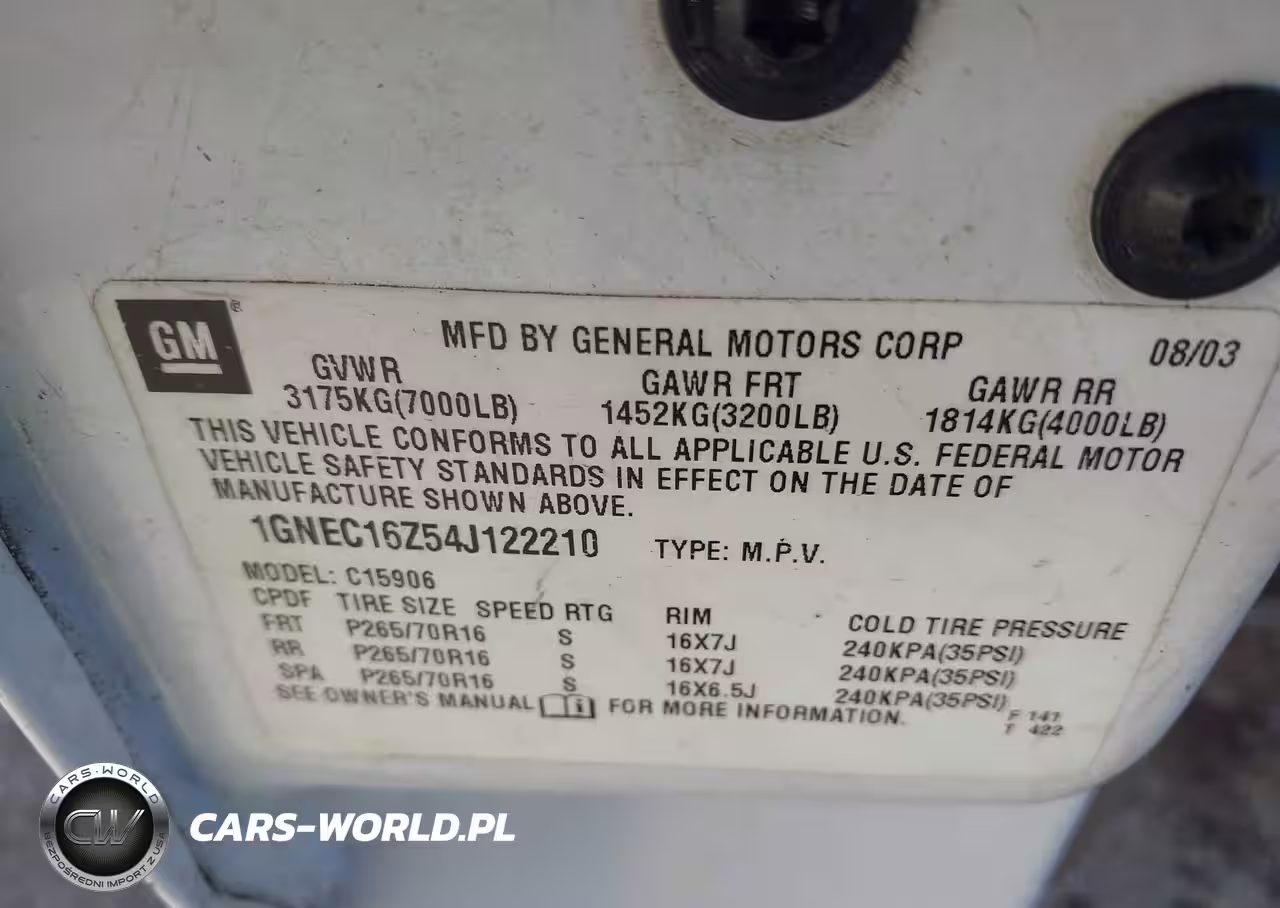 GM ®
MFD BY GENERAL MOTORS CORP 08/03
GVWR GAWR FRT GAWR RR
3175KG(7000LB) 1452KG(3200LB) 1814KG(4000LB)
THIS VEHICLE CONFORMS TO ALL APPLICABLE U.S. FEDERAL MOTOR
VEHICLE SAFETY STANDARDS IN EFFECT ON THE DATE OF
MANUFACTURE SHOWN ABOVE.
1GNEC16Z54J122210 TYPE: M.P.V.
MODEL: C15906
CPDF TIRE SIZE SPEED RTG RIM COLD TIRE PRESSURE
FRT P265/70R16 S 16X7J 240KPA(35PSI)
RR P265/70R16 S 16X7J 240KPA(35PSI)
SPA P265/70R16 S 16X6.5J 240KPA(35PSI)
SEE OWNER'S MANUAL i FOR MORE INFORMATION.
F 141
T 422
CARS-WORLD
CW
BEZPOŚREDNI IMPORT Z USA
CARS-WORLD.PL